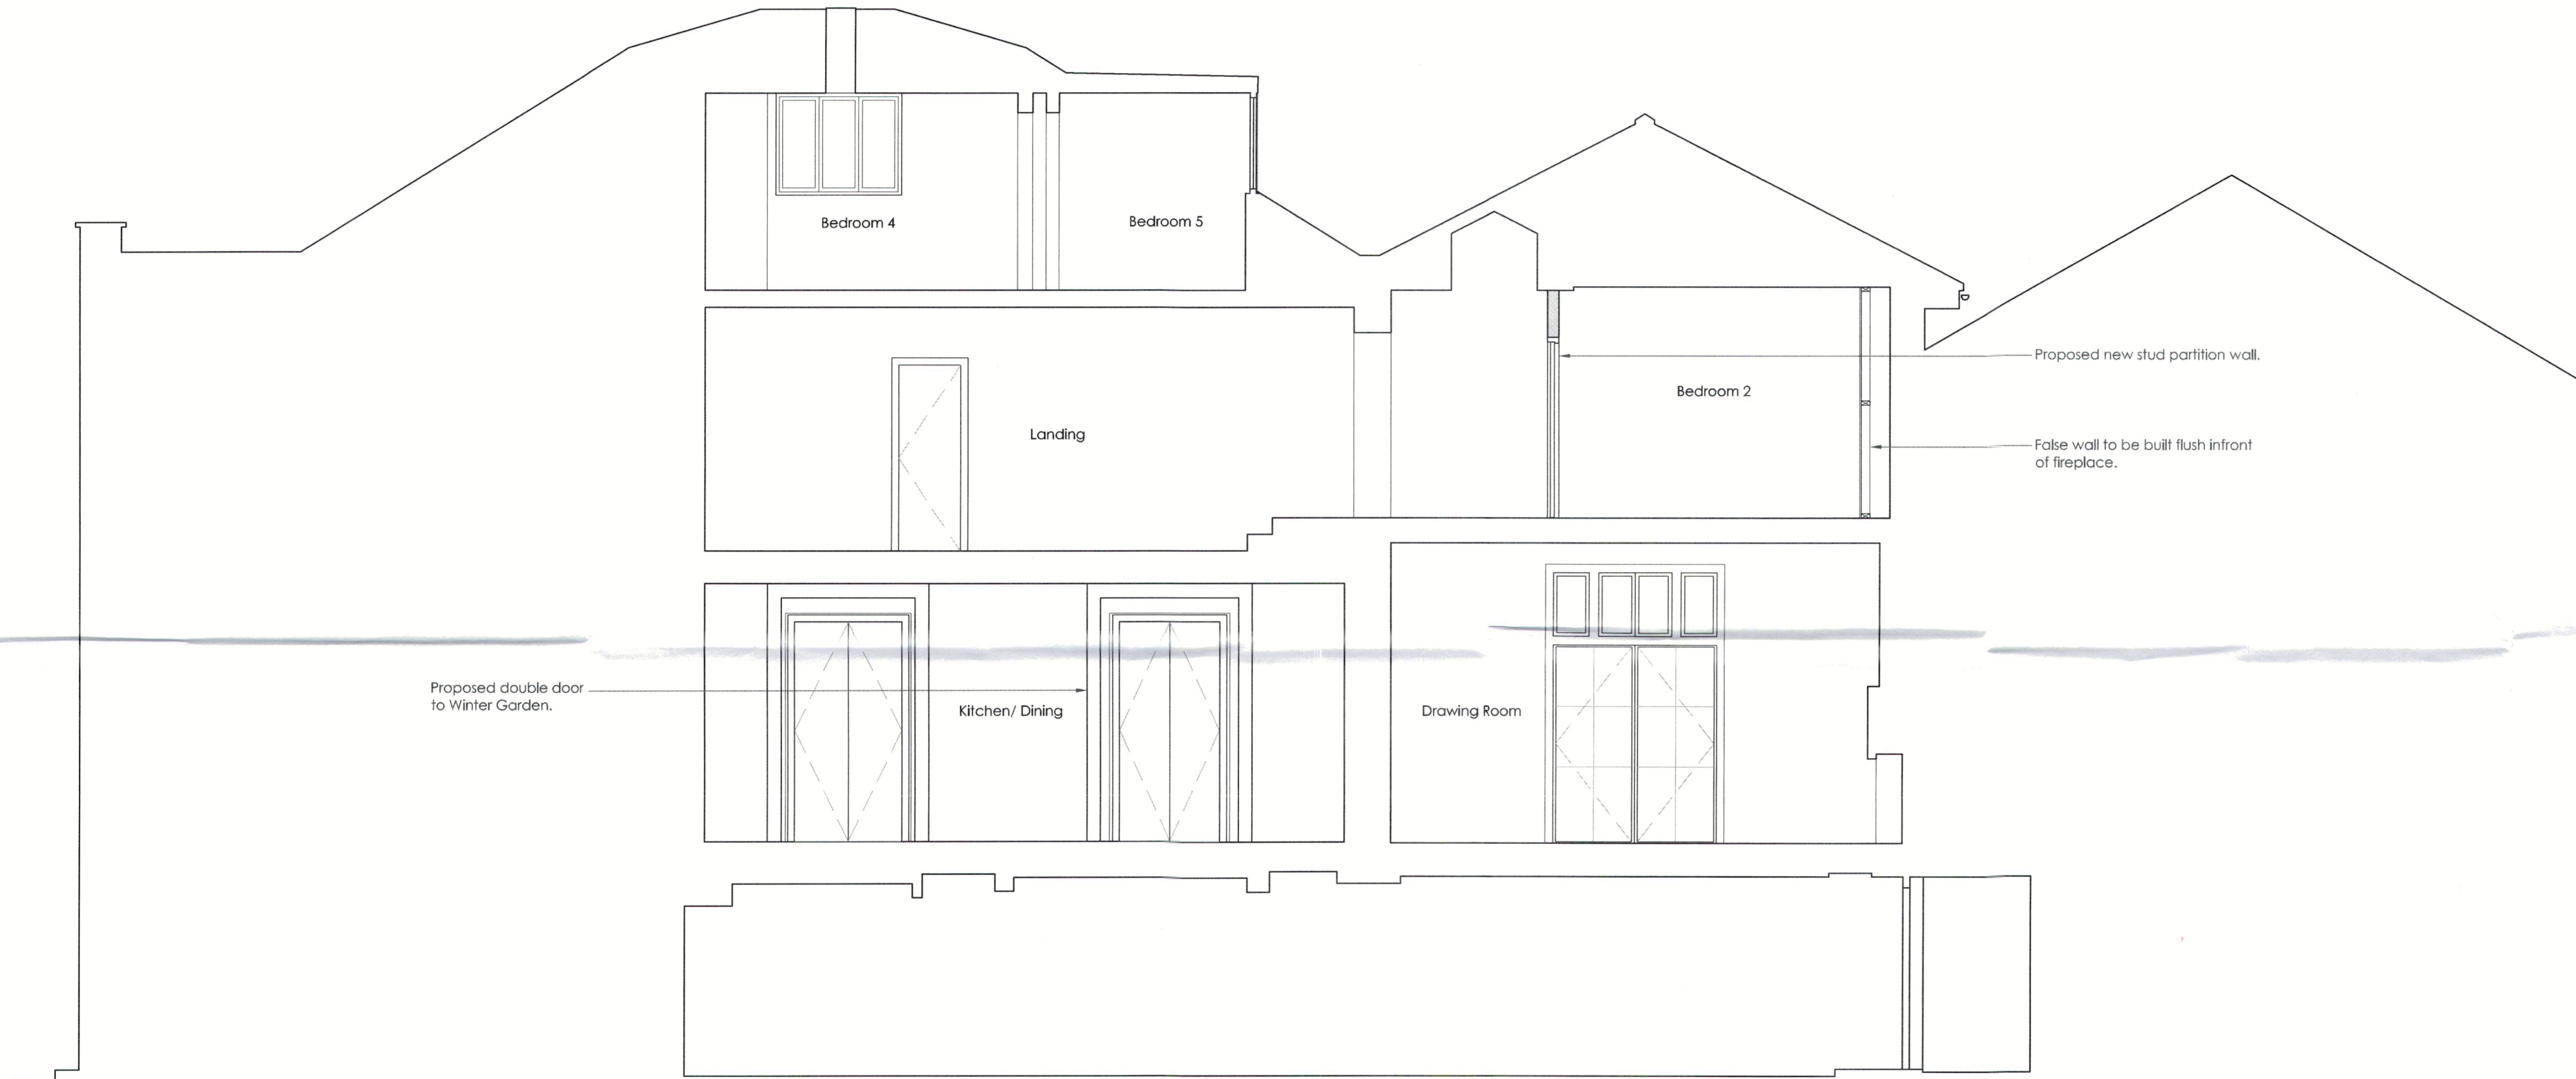 Bedroom 4
Bedroom 5
Proposed new stud partition wall.
Bedroom 2
Landing
False wall to be built flush infront
of fireplace.
Proposed double door
to Winter Garden.
Kitchen/ Dining
Drawing Room